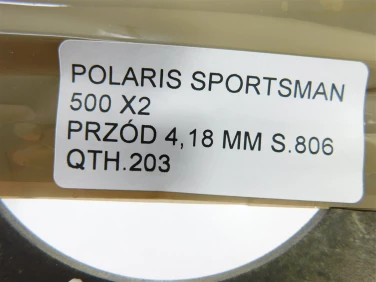 POLARIS SPORTSMAN
500 X2
PRZÓD 4,18 MM S.806
QTH.203